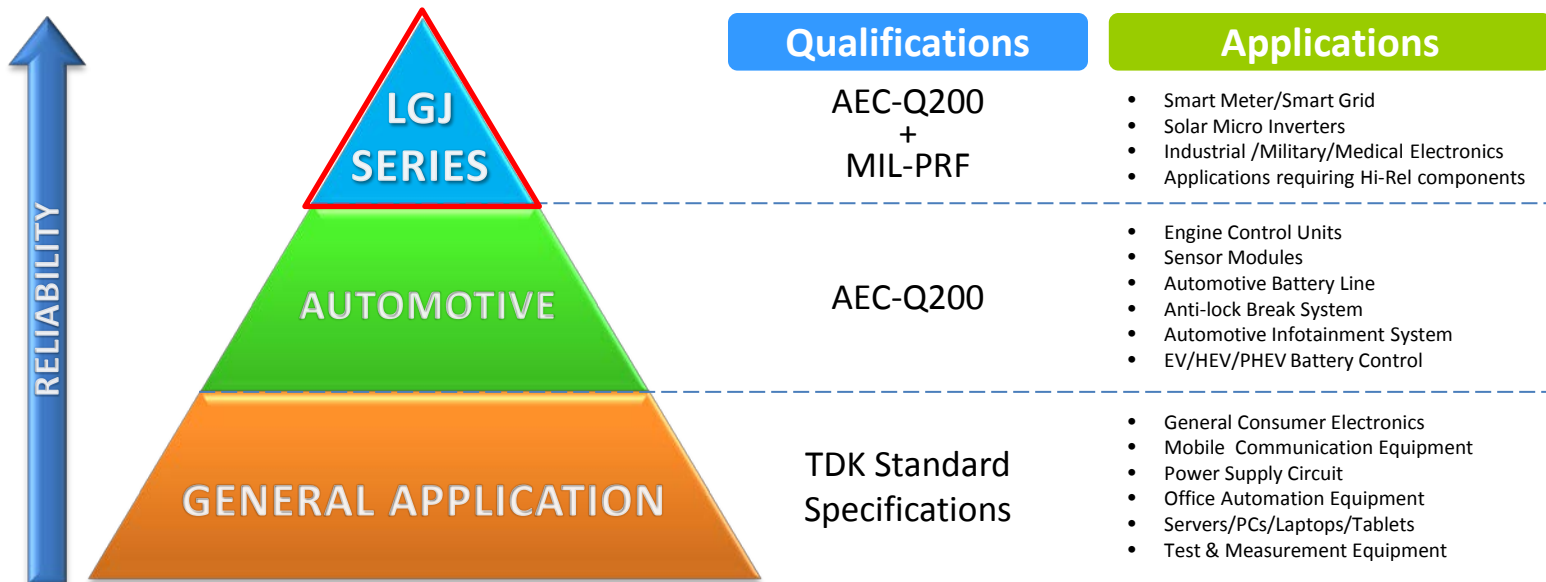 RELIABILITY
LGJ
SERIES
AUTOMOTIVE
GENERAL APPLICATION
Qualifications
AEC-Q200
+
MIL-PRF
AEC-Q200
TDK Standard
Specifications
Applications
• Smart Meter/Smart Grid
• Solar Micro Inverters
• Industrial /Military/Medical Electronics
• Applications requiring Hi-Rel components
• Engine Control Units
• Sensor Modules
• Automotive Battery Line
• Anti-lock Break System
• Automotive Infotainment System
• EV/HEV/PHEV Battery Control
• General Consumer Electronics
• Mobile  Communication Equipment
• Power Supply Circuit
• Office Automation Equipment
• Servers/PCs/Laptops/Tablets
• Test & Measurement Equipment